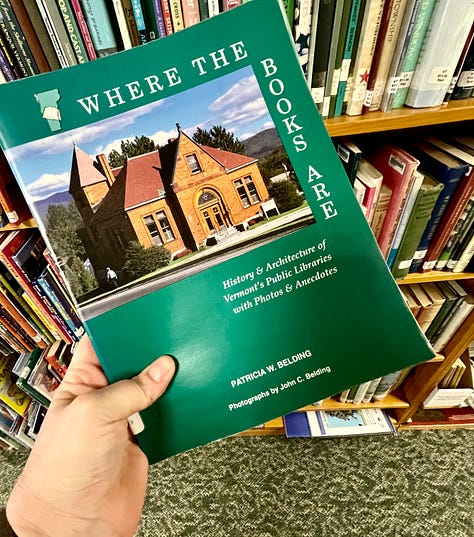 WHERE THE
BOOKS ARE
History & Architecture of
Vermont's Public Libraries
with Photos & Anecdotes
PATRICIA W. BELDING
Photographs by John C. Belding